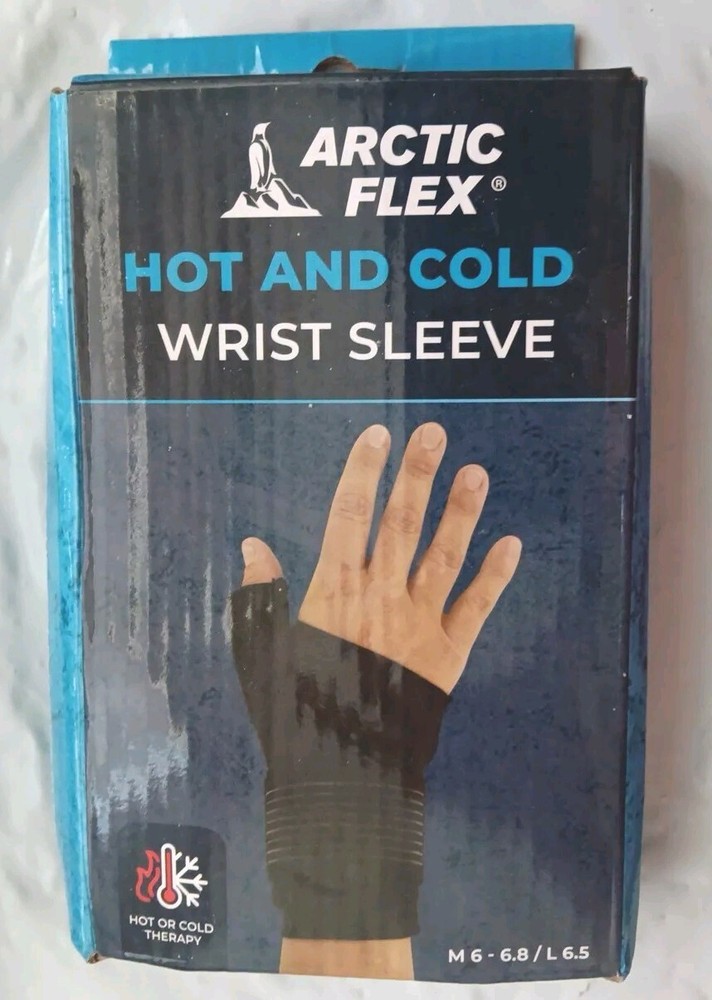 ARCTIC
FLEX®
HOT AND COLD
WRIST SLEEVE
HOT OR COLD
THERAPY
M 6 - 6.8 / L 6.5